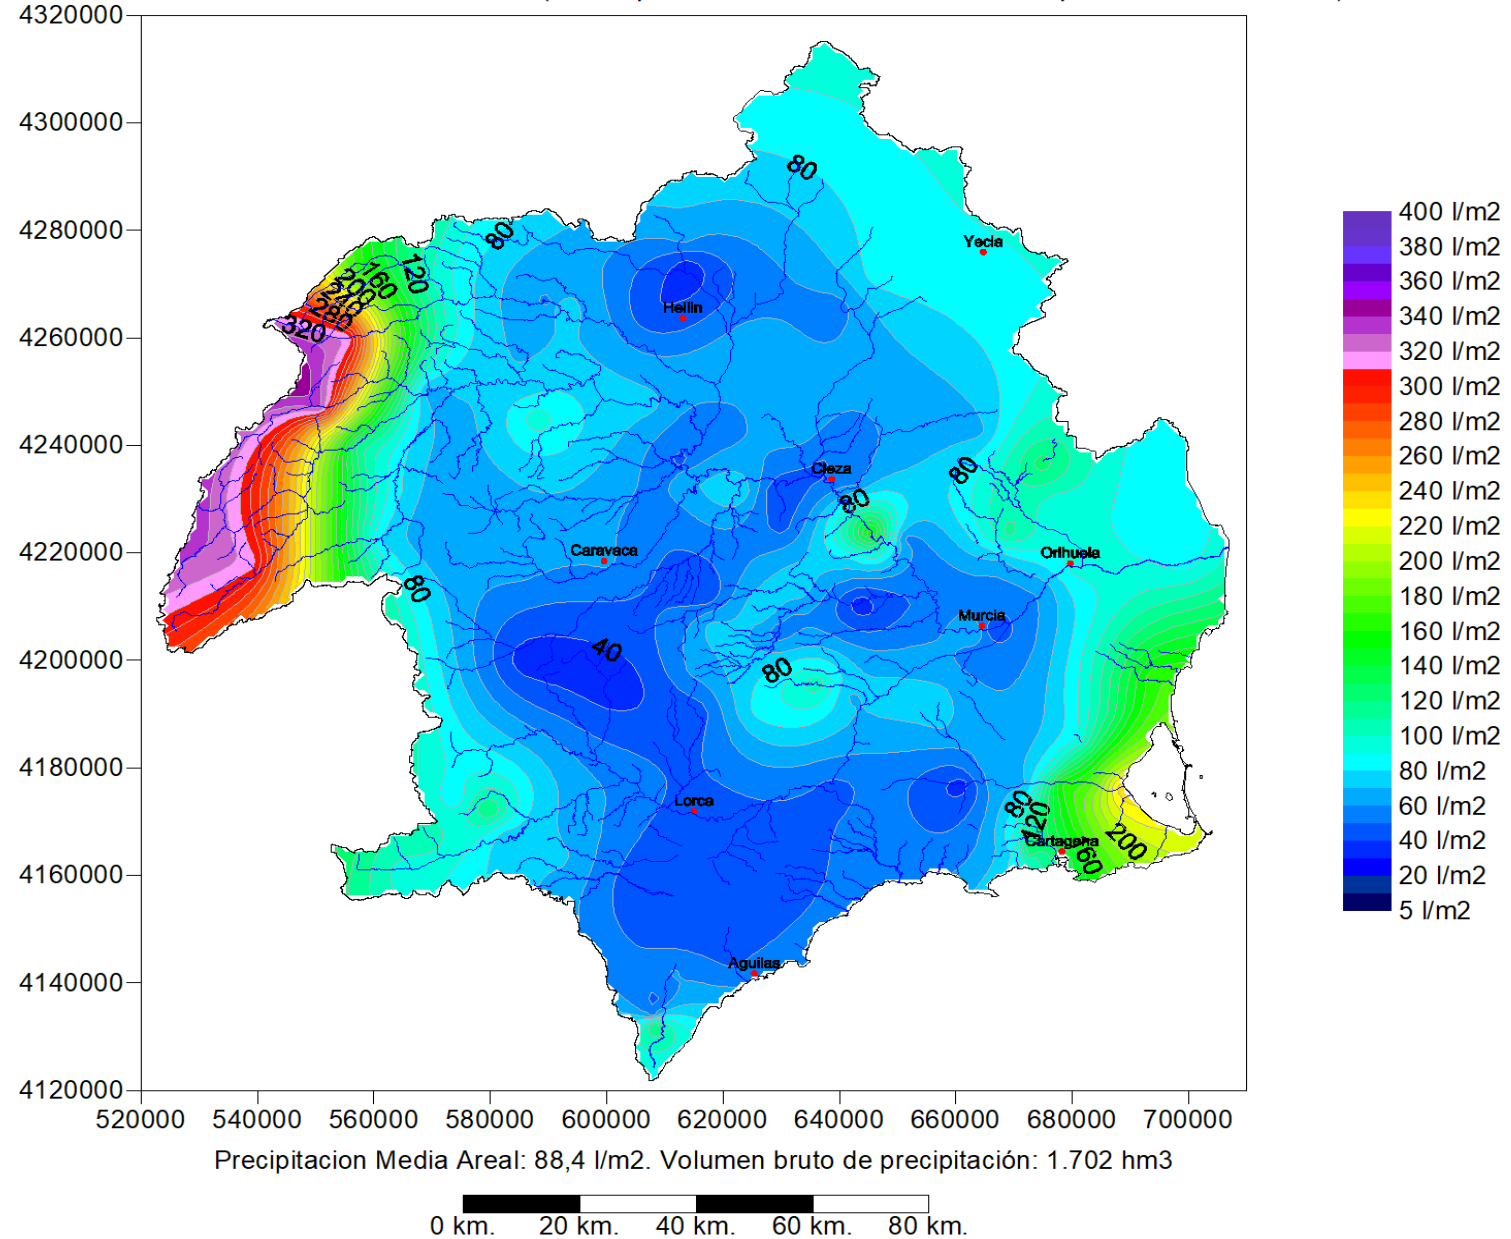 4320000
4300000
4280000
4260000
4240000
4220000
4200000
4180000
4160000
4140000
4120000
520000 540000 560000 580000 600000 620000 640000 660000 680000 700000
80
Yecla
80
120
160
200
240
280
320
Hellin
Cieza
80
80
Caravaca
Orihuela
80
Murcia
40
80
Lorca
80
120
Cartagena
160
200
Aguilas
400 l/m2
380 l/m2
360 l/m2
340 l/m2
320 l/m2
300 l/m2
280 l/m2
260 l/m2
240 l/m2
220 l/m2
200 l/m2
180 l/m2
160 l/m2
140 l/m2
120 l/m2
100 l/m2
80 l/m2
60 l/m2
40 l/m2
20 l/m2
5 l/m2
Precipitacion Media Areal: 88,4 l/m2. Volumen bruto de precipitación: 1.702 hm3
0 km. 20 km. 40 km. 60 km. 80 km.